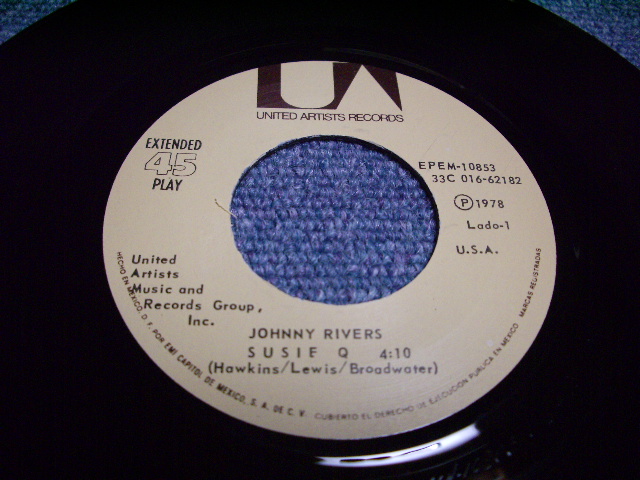 UA
UNITED ARTISTS RECORDS
EXTENDED
45
PLAY
EPEM-10853
33C 016-62182
Ⓟ1978
Lado-1
U.S.A.
United
Artists
Music and
Records Group,
Inc.
JOHNNY RIVERS
SUSIE Q 4:10
(Hawkins/Lewis/Broadwater)
HECHO EN MEXICO, D. F. POR EMI CAPITOL DE MEXICO, S. A. DE C. V. CUBIERTO EL DERECHO DE EJECUCION PUBLICA EN MEXICO MARCAS REGISTRADAS